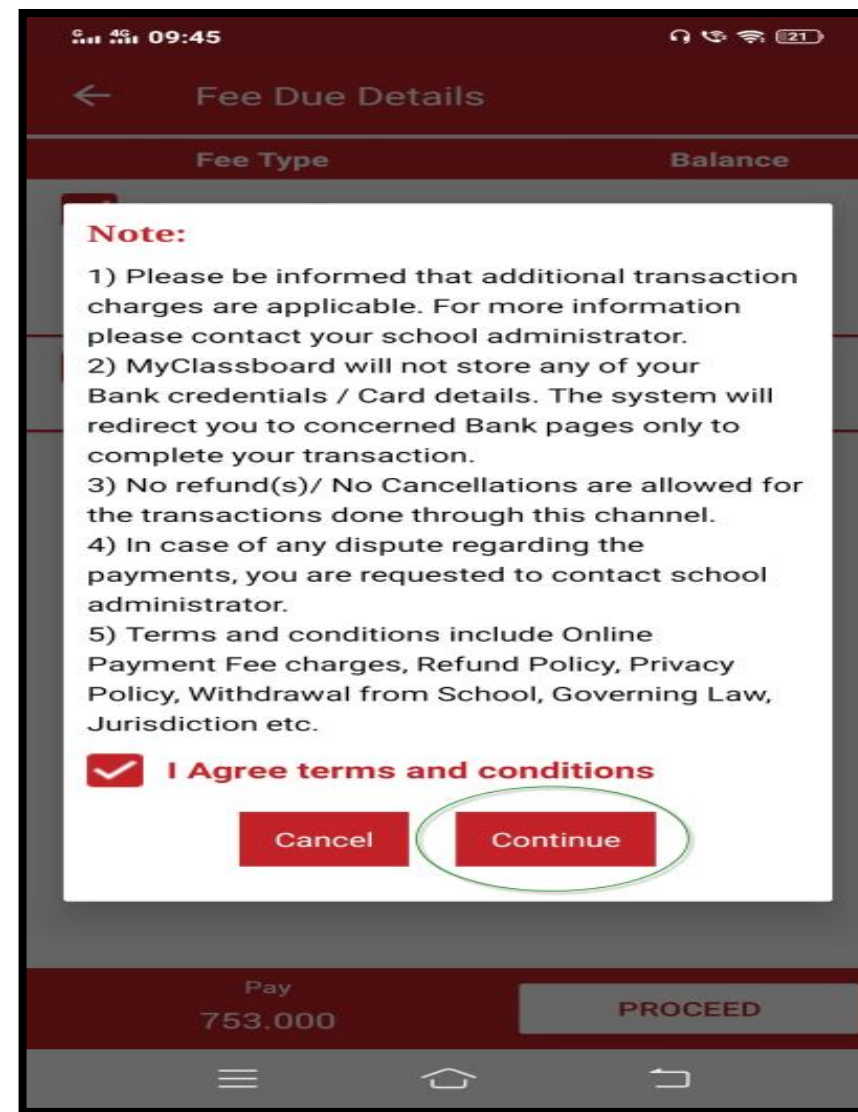 G 4G 09:45 21
Fee Due Details
Fee Type Balance
Note:
1) Please be informed that additional transaction
charges are applicable. For more information
please contact your school administrator.
2) MyClassboard will not store any of your
Bank credentials / Card details. The system will
redirect you to concerned Bank pages only to
complete your transaction.
3) No refund(s)/ No Cancellations are allowed for
the transactions done through this channel.
4) In case of any dispute regarding the
payments, you are requested to contact school
administrator.
5) Terms and conditions include Online
Payment Fee charges, Refund Policy, Privacy
Policy, Withdrawal from School, Governing Law,
Jurisdiction etc.
I Agree terms and conditions
Cancel Continue
Pay
753.000 PROCEED